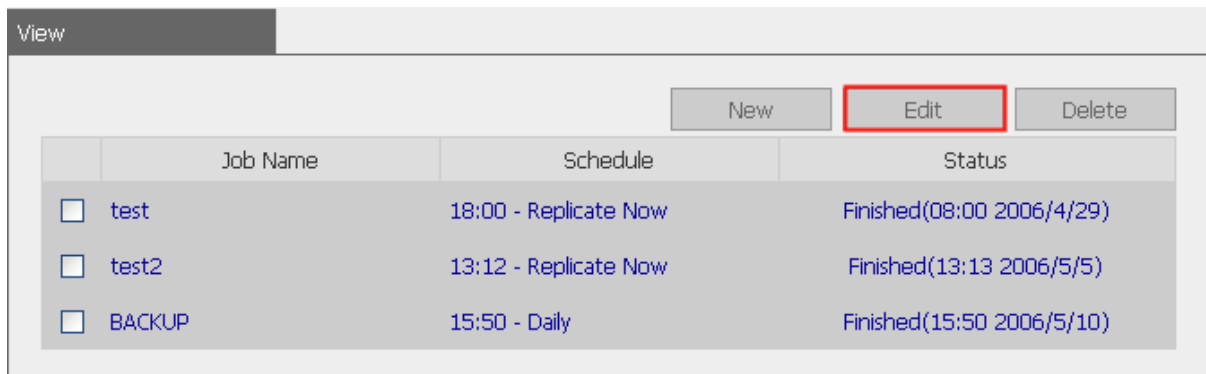 View
New Edit Delete
Job Name Schedule Status
test 18:00 - Replicate Now Finished(08:00 2006/4/29)
test2 13:12 - Replicate Now Finished(13:13 2006/5/5)
BACKUP 15:50 - Daily Finished(15:50 2006/5/10)